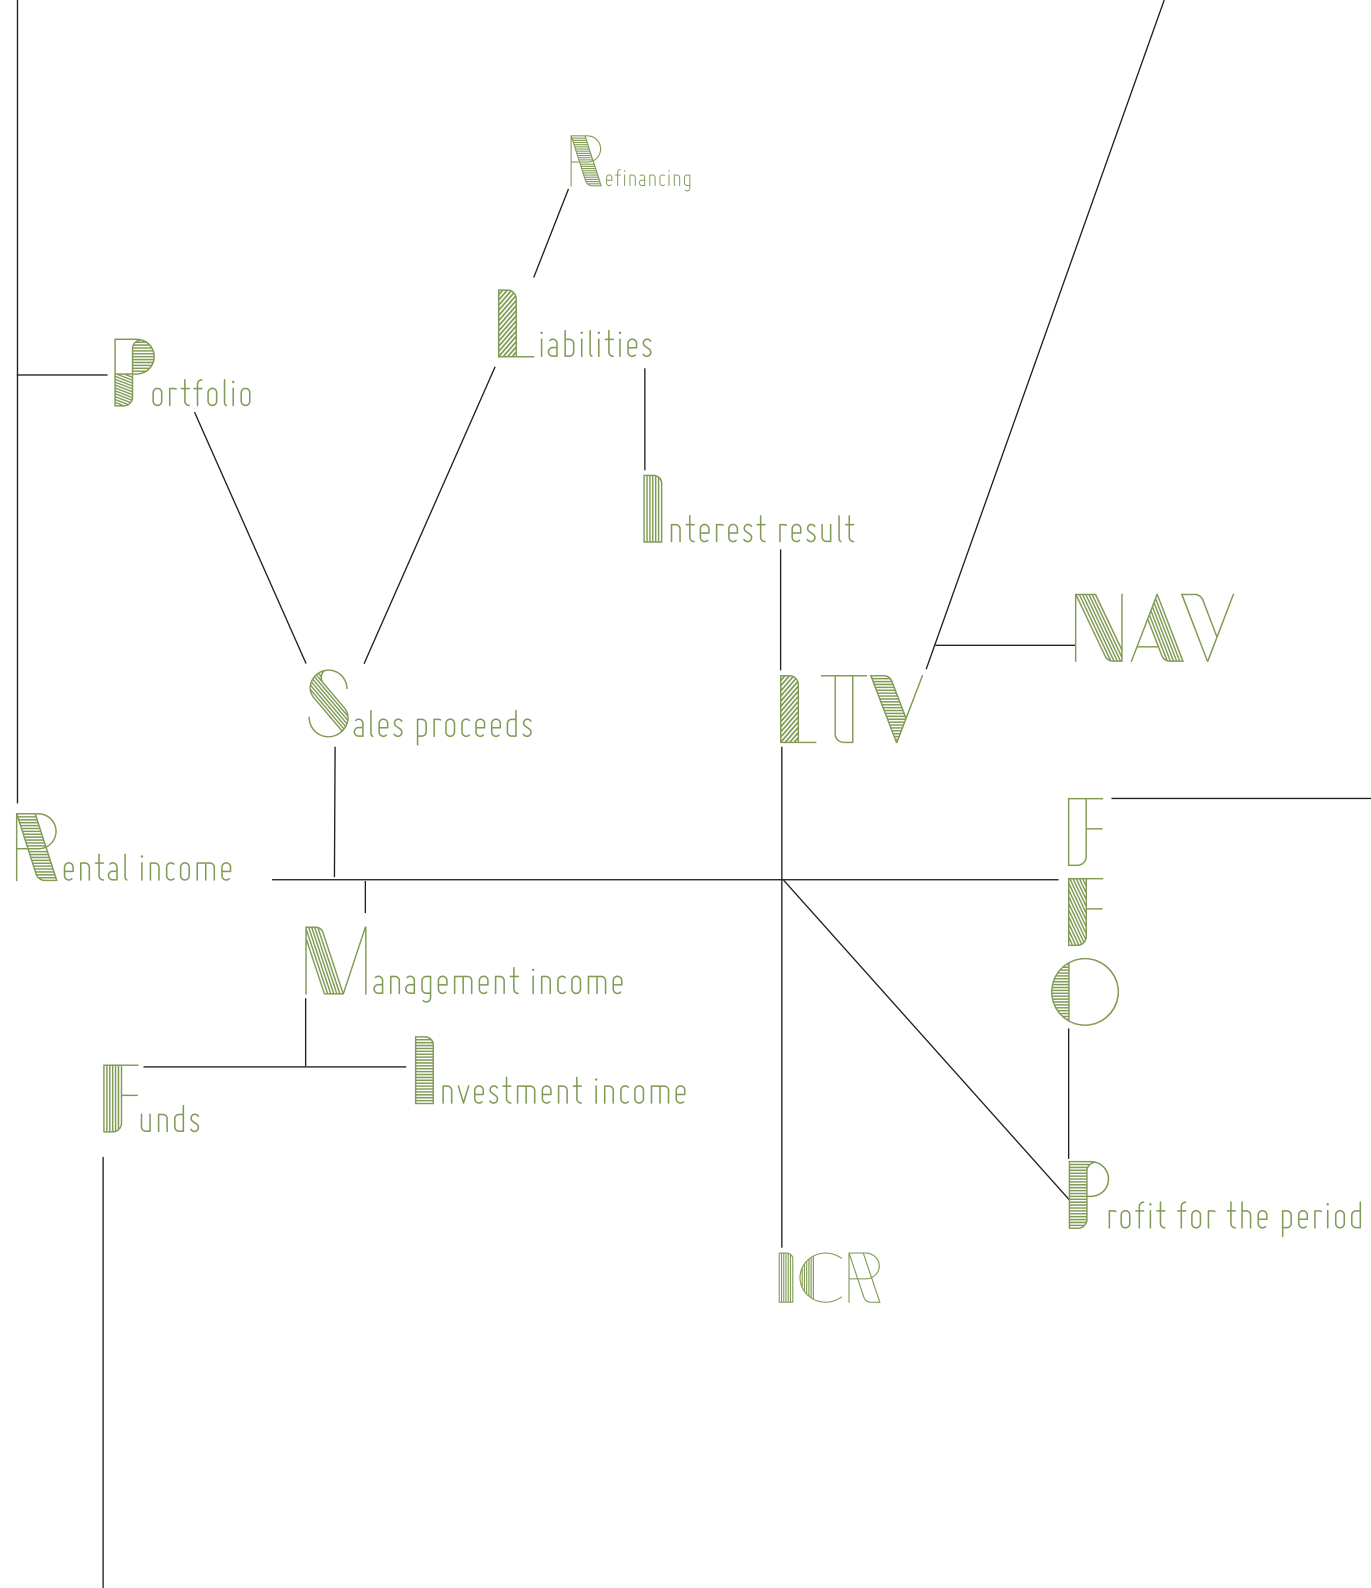 Refinancing
Liabilities
Portfolio
Interest result
NAV
Sales proceeds
LTV
Rental income
FFO
Management income
Investment income
Funds
Profit for the period
ICR